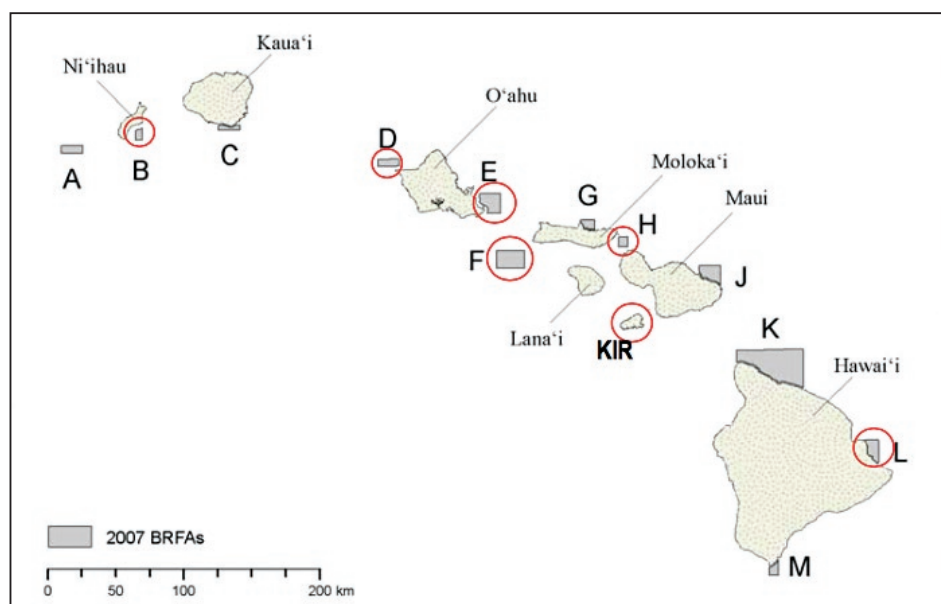 Kaua‘i
Ni‘ihau
A
B
C
O‘ahu
D
E
F
Moloka‘i
G
H
Maui
J
Lana‘i
KIR
K
Hawai‘i
L
M
2007 BRFAs
0 50 100 200 km